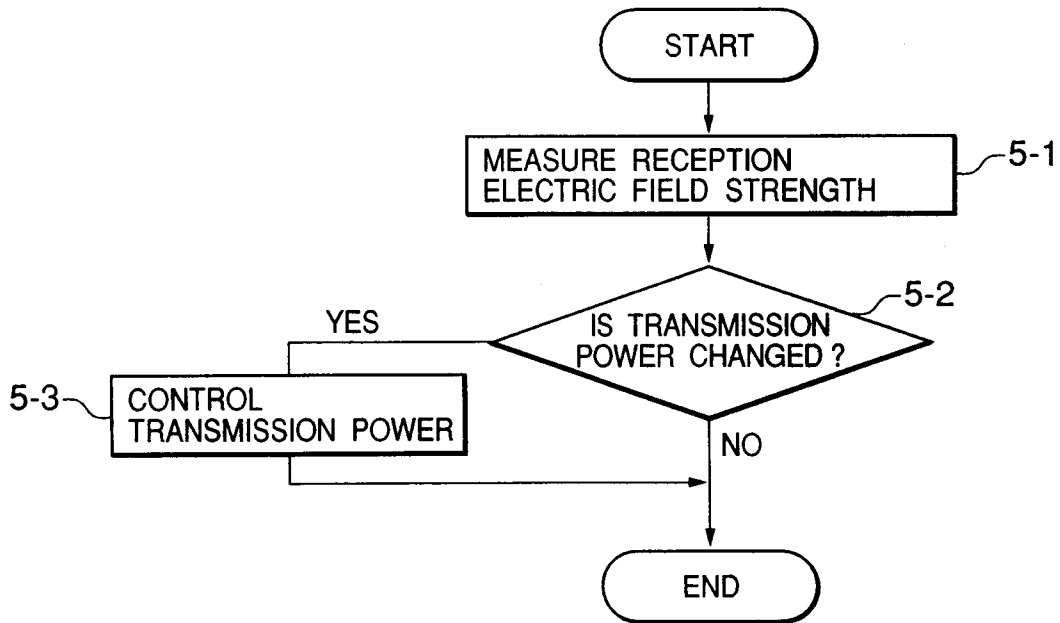 START
MEASURE RECEPTION
ELECTRIC FIELD STRENGTH
5-1
5-2
IS TRANSMISSION
POWER CHANGED?
YES
5-3
CONTROL
TRANSMISSION POWER
NO
END